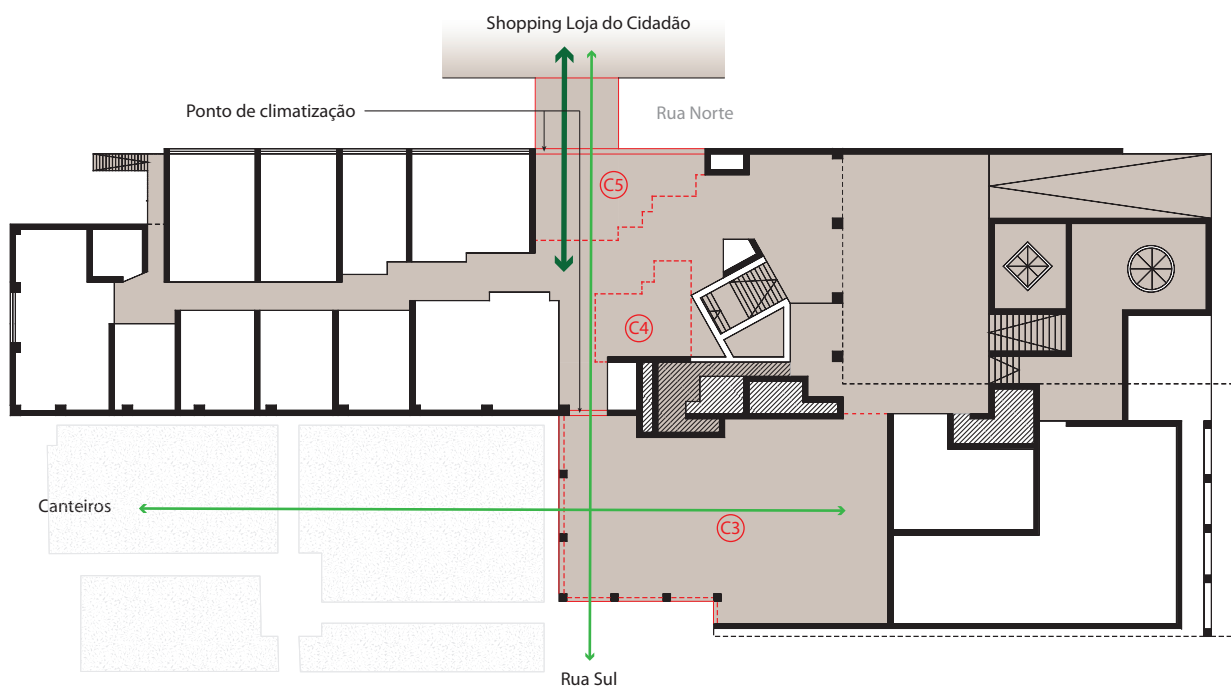 Shopping Loja do Cidadão
Ponto de climatização
Rua Norte
C5
C4
Canteiros
C3
Rua Sul